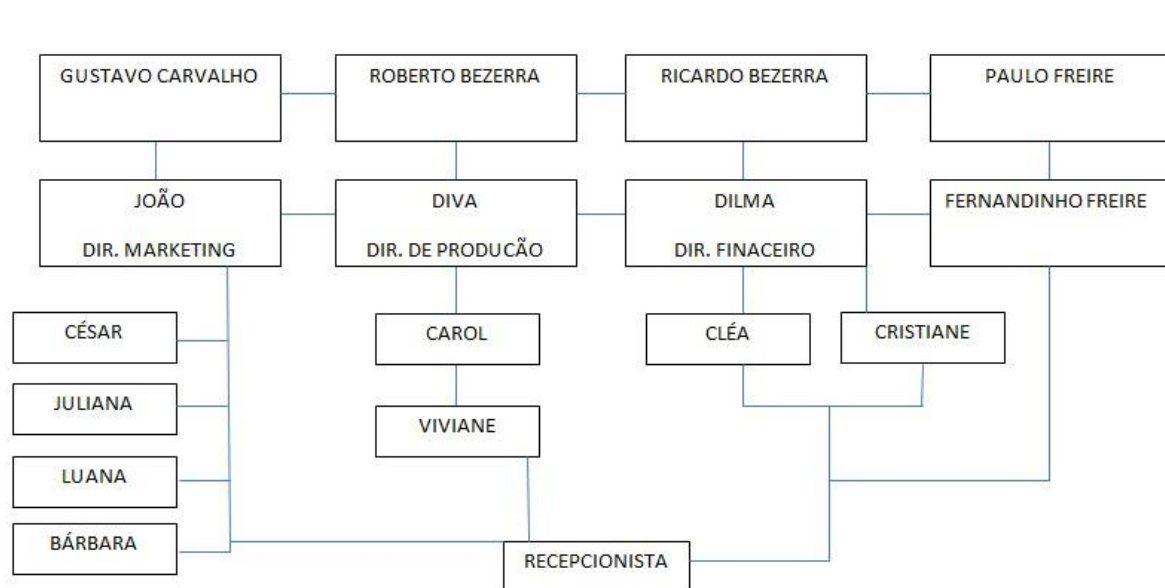 GUSTAVO CARVALHO
ROBERTO BEZERRA
RICARDO BEZERRA
PAULO FREIRE
JOÃO
DIR. MARKETING
DIVA
DIR. DE PRODUCÃO
DILMA
DIR. FINACEIRO
FERNANDINHO FREIRE
CÉSAR
CAROL
CLÉA
CRISTIANE
JULIANA
VIVIANE
LUANA
BÁRBARA
RECEPCIONISTA